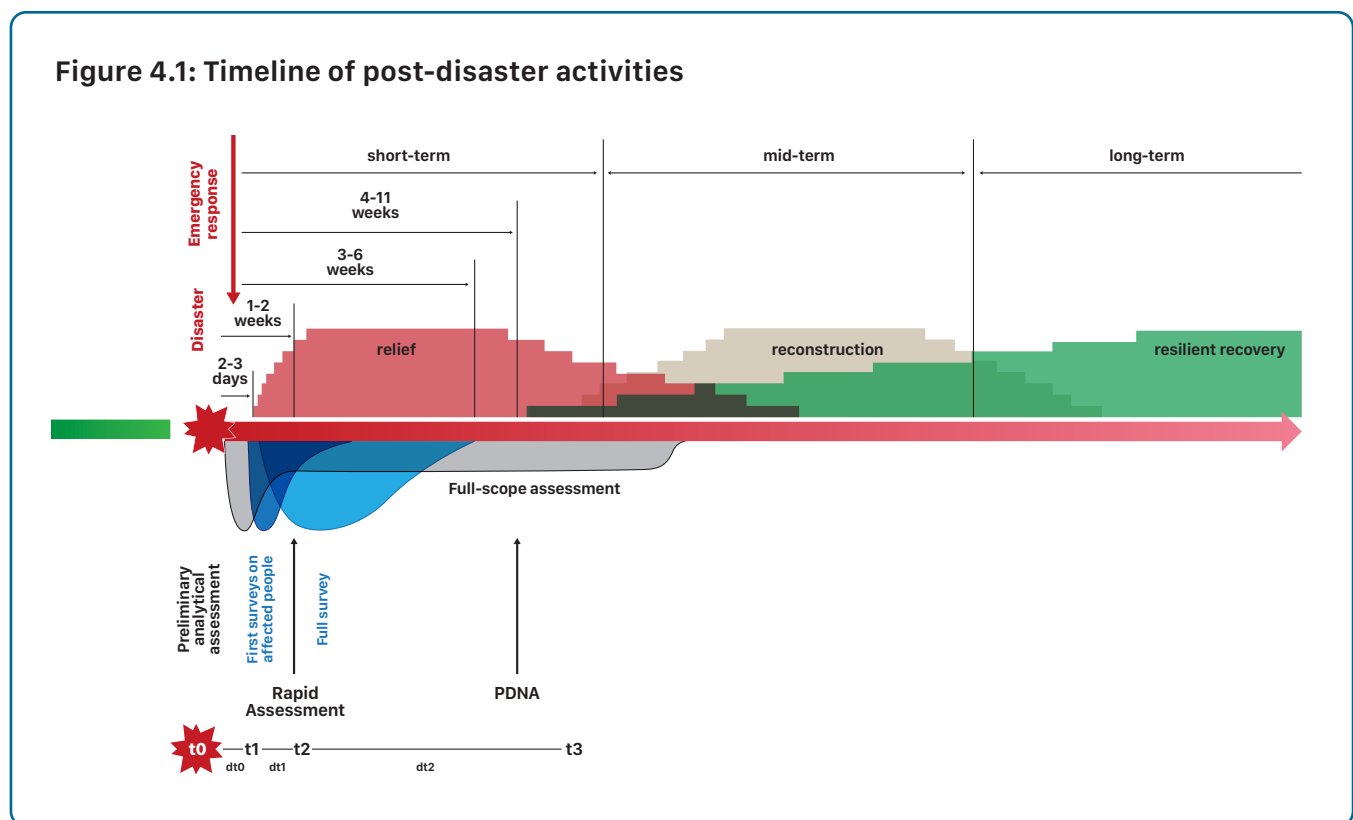 Figure 4.1: Timeline of post-disaster activities
Emergency
response
short-term
mid-term
long-term
4-11
weeks
3-6
weeks
Disaster
1-2
weeks
2-3
days
relief
reconstruction
resilient recovery
Full-scope assessment
Preliminary
analytical
assessment
First surveys on
affected people
Full survey
Rapid
Assessment
PDNA
t0
t1
t2
t3
dt0
dt1
dt2